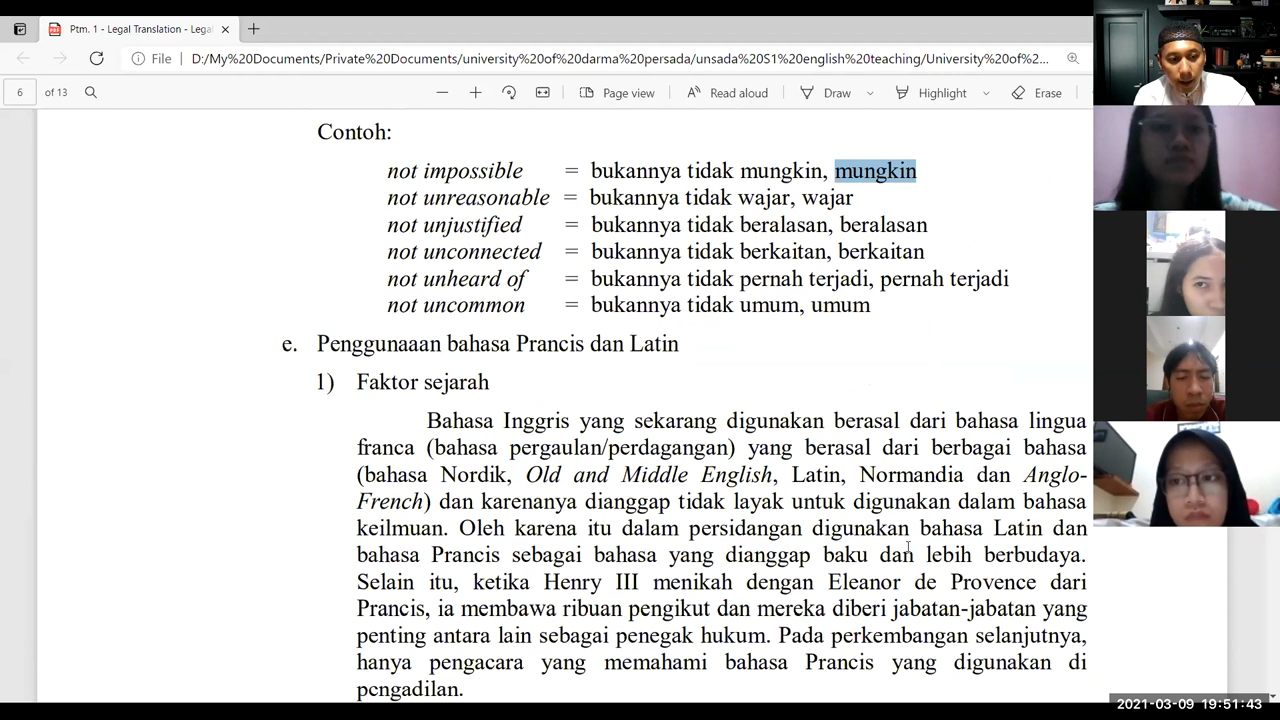 Ptm. 1 - Legal Translation - Lega
File D:/My%20Documents/Private%20Documents/university%20of%20darma%20persada/unsada%20S1%20english%20teaching/University%20of%...
6 of 13 Page view Read aloud Draw Highlight Erase
Contoh:
not impossible = bukannya tidak mungkin, mungkin
not unreasonable = bukannya tidak wajar, wajar
not unjustified = bukannya tidak beralasan, beralasan
not unconnected = bukannya tidak berkaitan, berkaitan
not unheard of = bukannya tidak pernah terjadi, pernah terjadi
not uncommon = bukannya tidak umum, umum
e. Penggunaaan bahasa Prancis dan Latin
1) Faktor sejarah
Bahasa Inggris yang sekarang digunakan berasal dari bahasa lingua
franca (bahasa pergaulan/perdagangan) yang berasal dari berbagai bahasa
(bahasa Nordik, Old and Middle English, Latin, Normandia dan Anglo-
French) dan karenanya dianggap tidak layak untuk digunakan dalam bahasa
keilmuan. Oleh karena itu dalam persidangan digunakan bahasa Latin dan
bahasa Prancis sebagai bahasa yang dianggap baku dan lebih berbudaya.
Selain itu, ketika Henry III menikah dengan Eleanor de Provence dari
Prancis, ia membawa ribuan pengikut dan mereka diberi jabatan-jabatan yang
penting antara lain sebagai penegak hukum. Pada perkembangan selanjutnya,
hanya pengacara yang memahami bahasa Prancis yang digunakan di
pengadilan.
2021-03-09 19:51:43